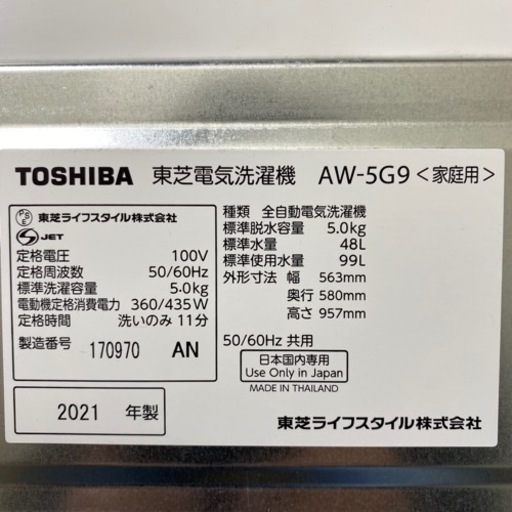 TOSHIBA 東芝電気洗濯機 AW-5G9 <家庭用>
PSE 東芝ライフスタイル株式会社
S JET
定格電圧 100V
定格周波数 50/60Hz
標準洗濯容量 5.0kg
電動機定格消費電力 360/435W
定格時間 洗いのみ 11分
製造番号 170970 AN
2021 年製
種類 全自動電気洗濯機
標準脱水容量 5.0kg
標準水量 48L
標準使用水量 99L
外形寸法 幅 563mm
奥行 580mm
高さ 957mm
50/60Hz 共用
日本国内専用
Use Only in Japan
MADE IN THAILAND
東芝ライフスタイル株式会社